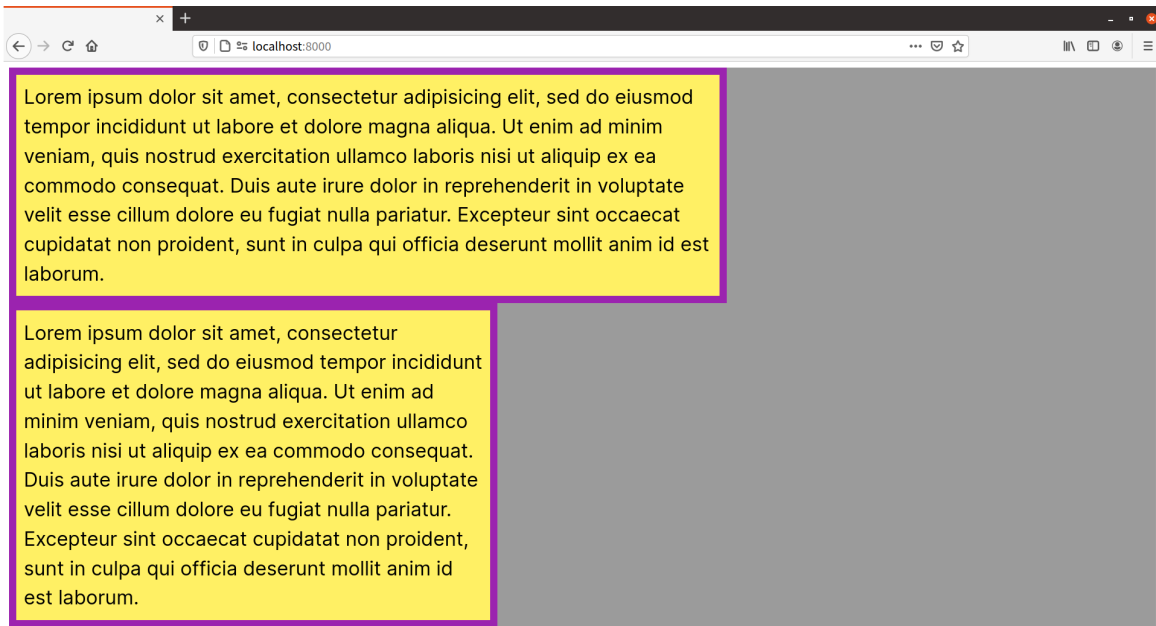 localhost:8000
Lorem ipsum dolor sit amet, consectetur adipisicing elit, sed do eiusmod
tempor incididunt ut labore et dolore magna aliqua. Ut enim ad minim
veniam, quis nostrud exercitation ullamco laboris nisi ut aliquip ex ea
commodo consequat. Duis aute irure dolor in reprehenderit in voluptate
velit esse cillum dolore eu fugiat nulla pariatur. Excepteur sint occaecat
cupidatat non proident, sunt in culpa qui officia deserunt mollit anim id est
laborum.
Lorem ipsum dolor sit amet, consectetur
adipisicing elit, sed do eiusmod tempor incididunt
ut labore et dolore magna aliqua. Ut enim ad
minim veniam, quis nostrud exercitation ullamco
laboris nisi ut aliquip ex ea commodo consequat.
Duis aute irure dolor in reprehenderit in voluptate
velit esse cillum dolore eu fugiat nulla pariatur.
Excepteur sint occaecat cupidatat non proident,
sunt in culpa qui officia deserunt mollit anim id
est laborum.